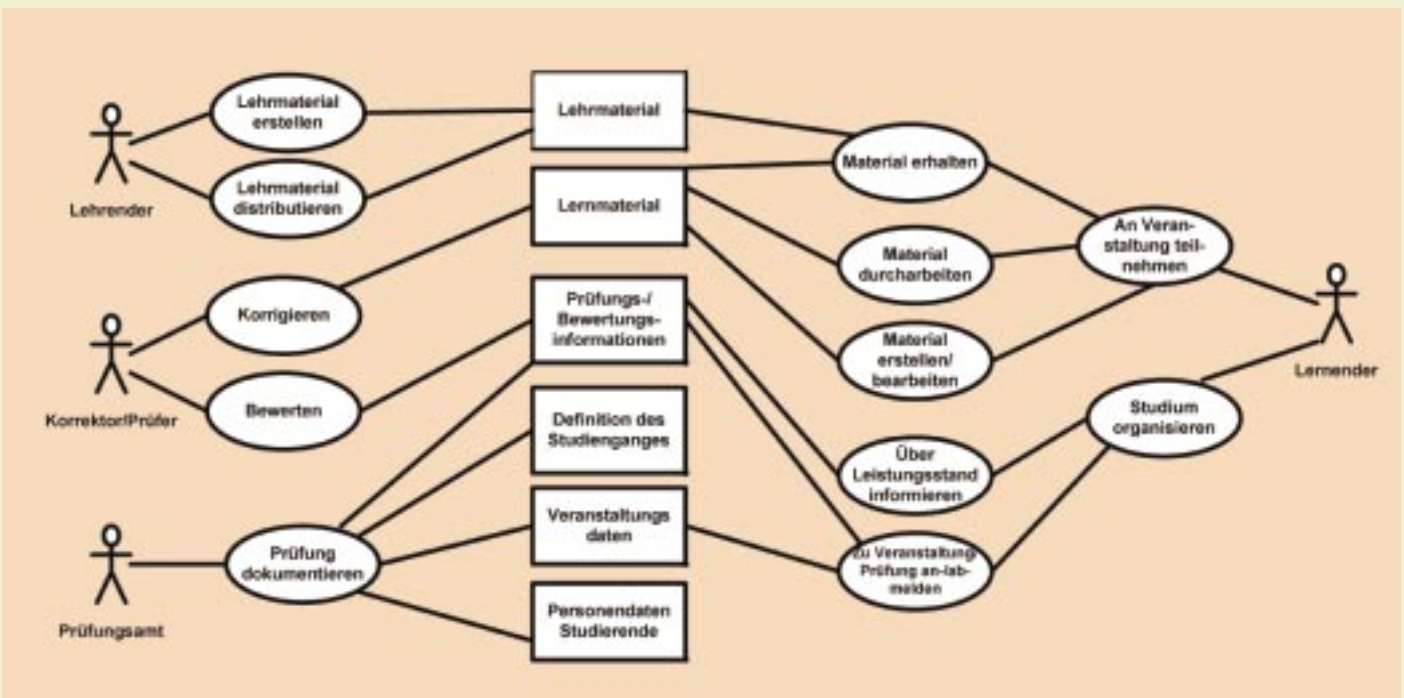 Lehrmaterial
erstellen
Lehrmaterial
distributieren
Lehrender
Korrigieren
Bewerten
Korrektor/Prüfer
Prüfung
dokumentieren
Prüfungsamt
Lehrmaterial
Lernmaterial
Prüfungs-/
Bewertungs-
informationen
Definition des
Studienganges
Veranstaltungs
daten
Personendaten
Studierende
Material erhalten
Material
durcharbeiten
Material
erstellen/
bearbeiten
Über
Leistungsstand
informieren
Zu Veranstaltung/
Prüfung an-/ab-
melden
An Veran-
staltung teil-
nehmen
Studium
organisieren
Lernender